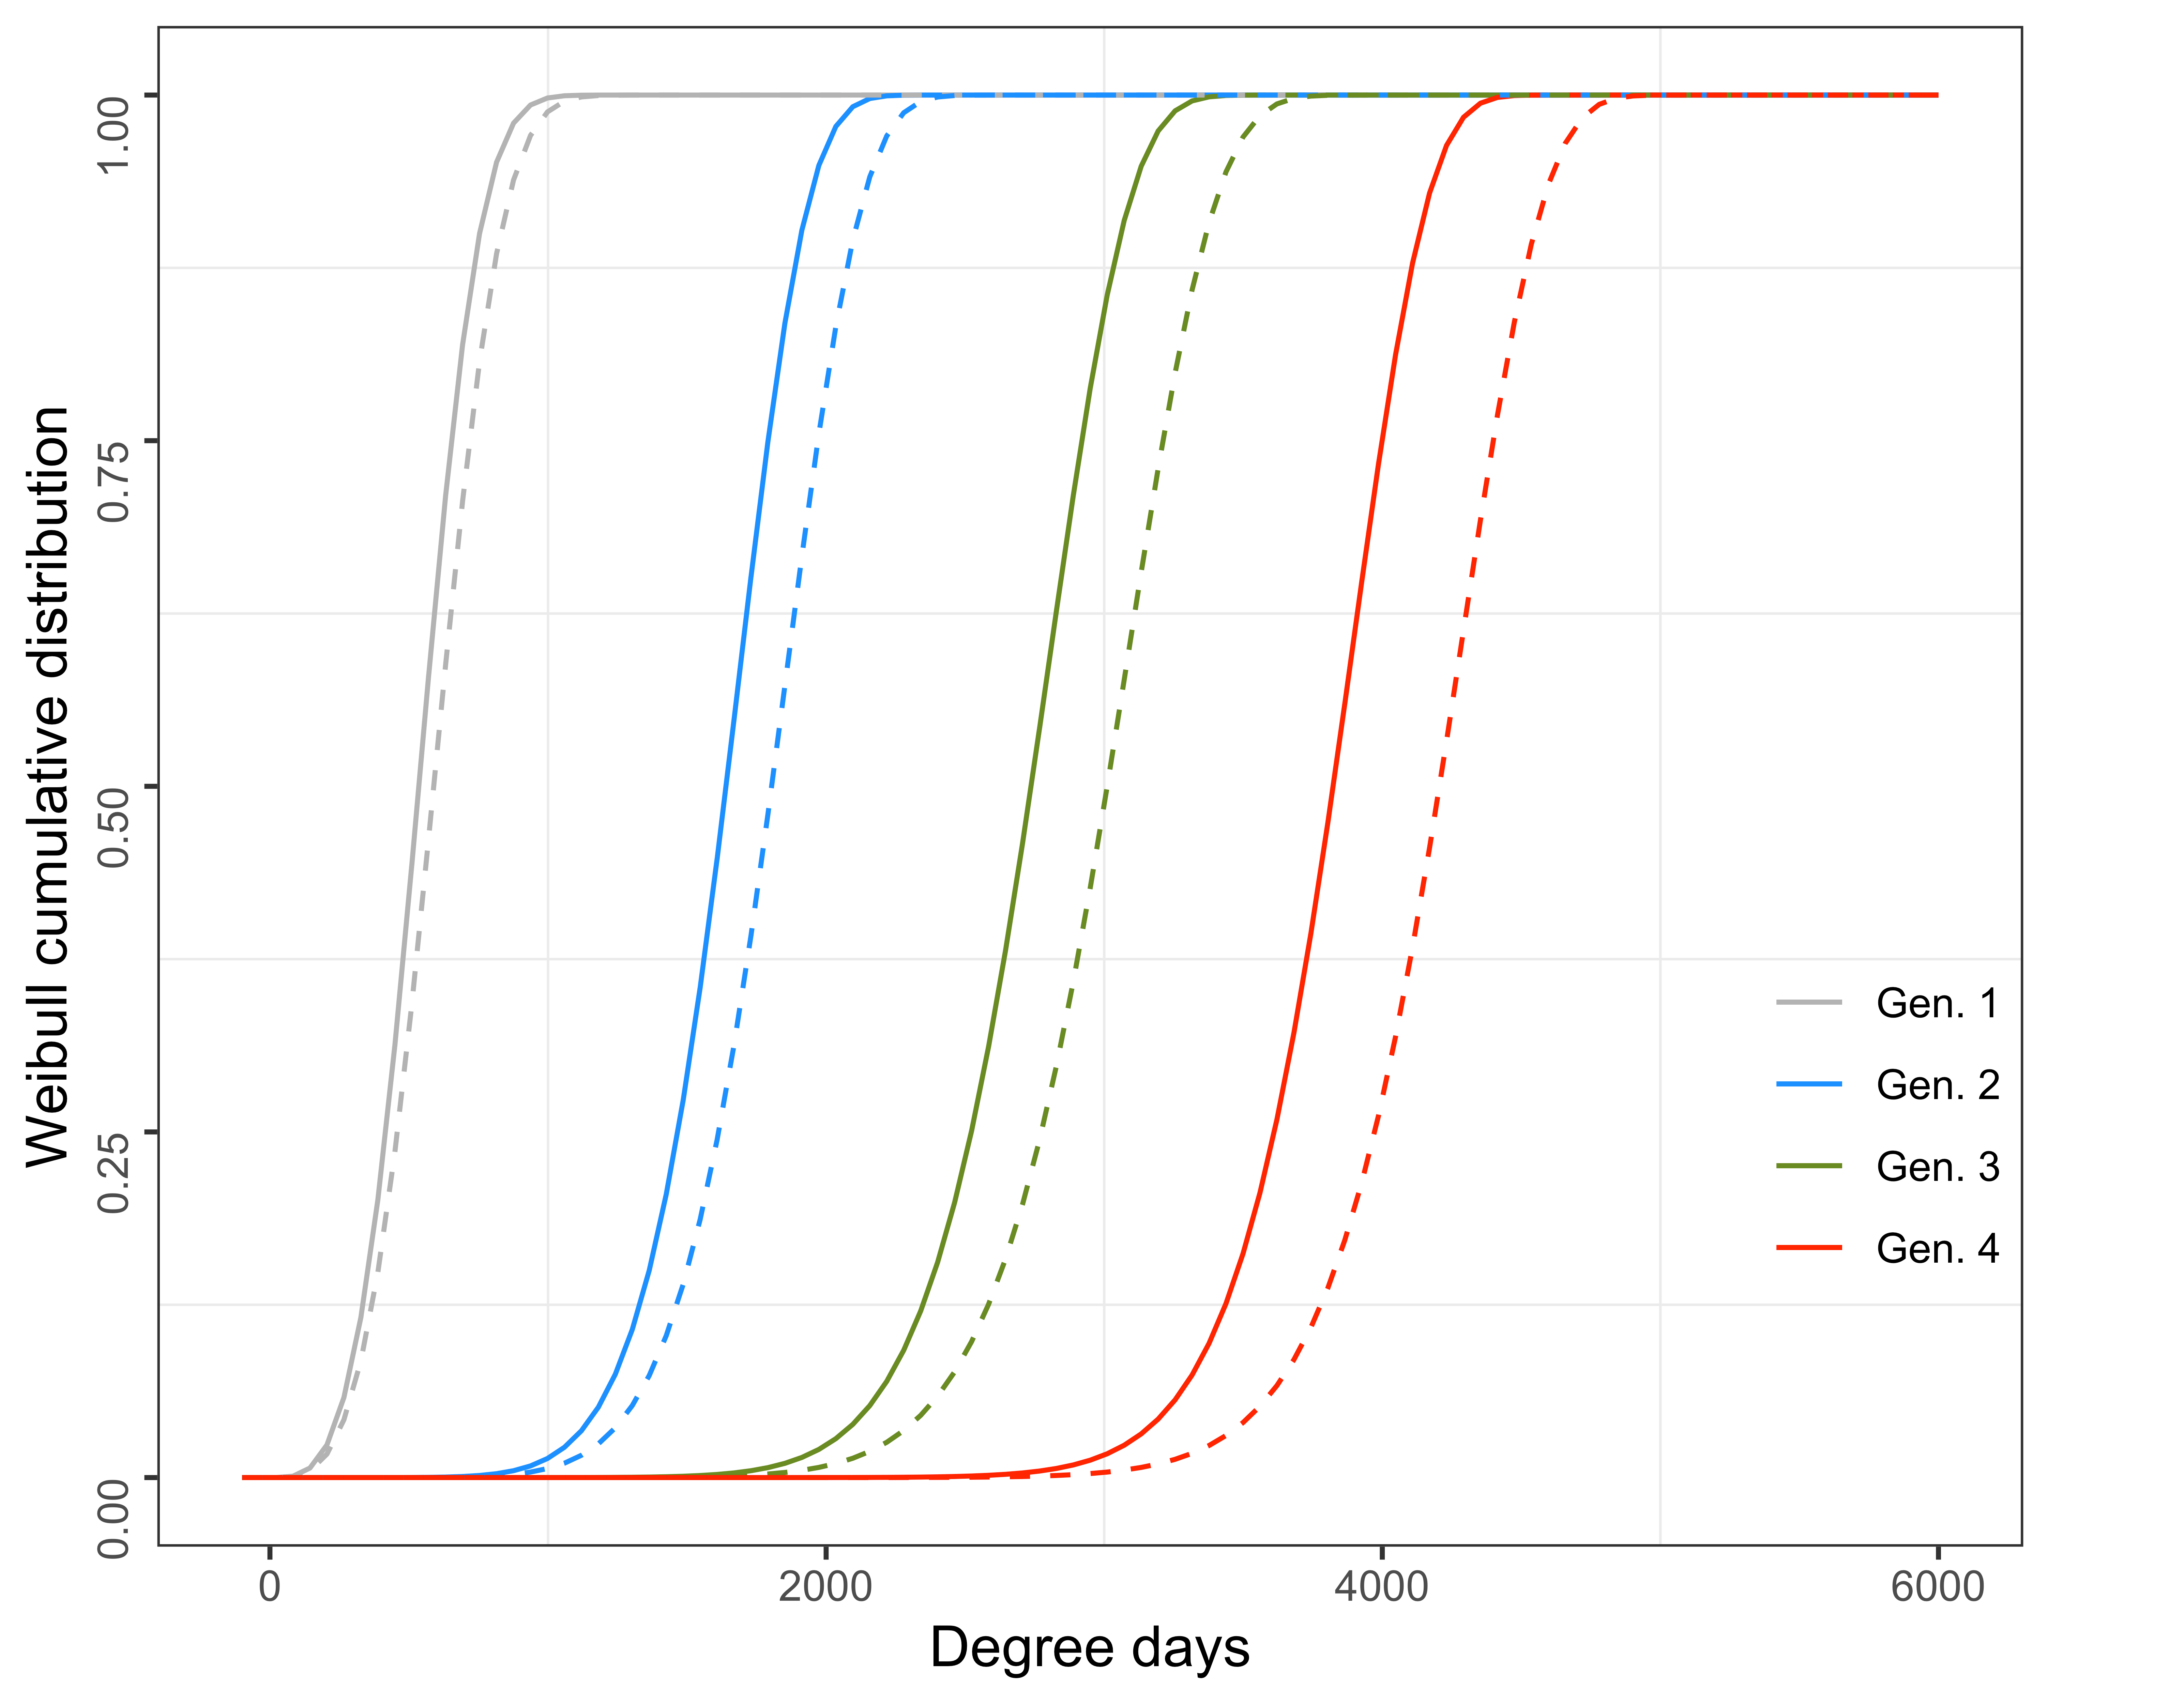 Weibull cumulative distribution
1.00
0.75
0.50
0.25
0.00
Gen. 1
Gen. 2
Gen. 3
Gen. 4
0 2000 4000 6000
Degree days